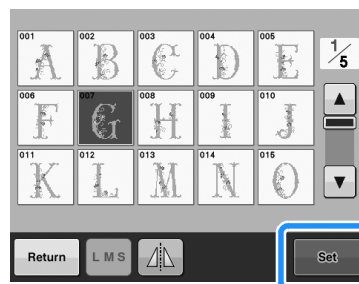 001 002 003 004 005
A B C D E
1/5
006 007 008 009 010
F G H I J
011 012 013 014 015
K L M N O
Return LMS Set